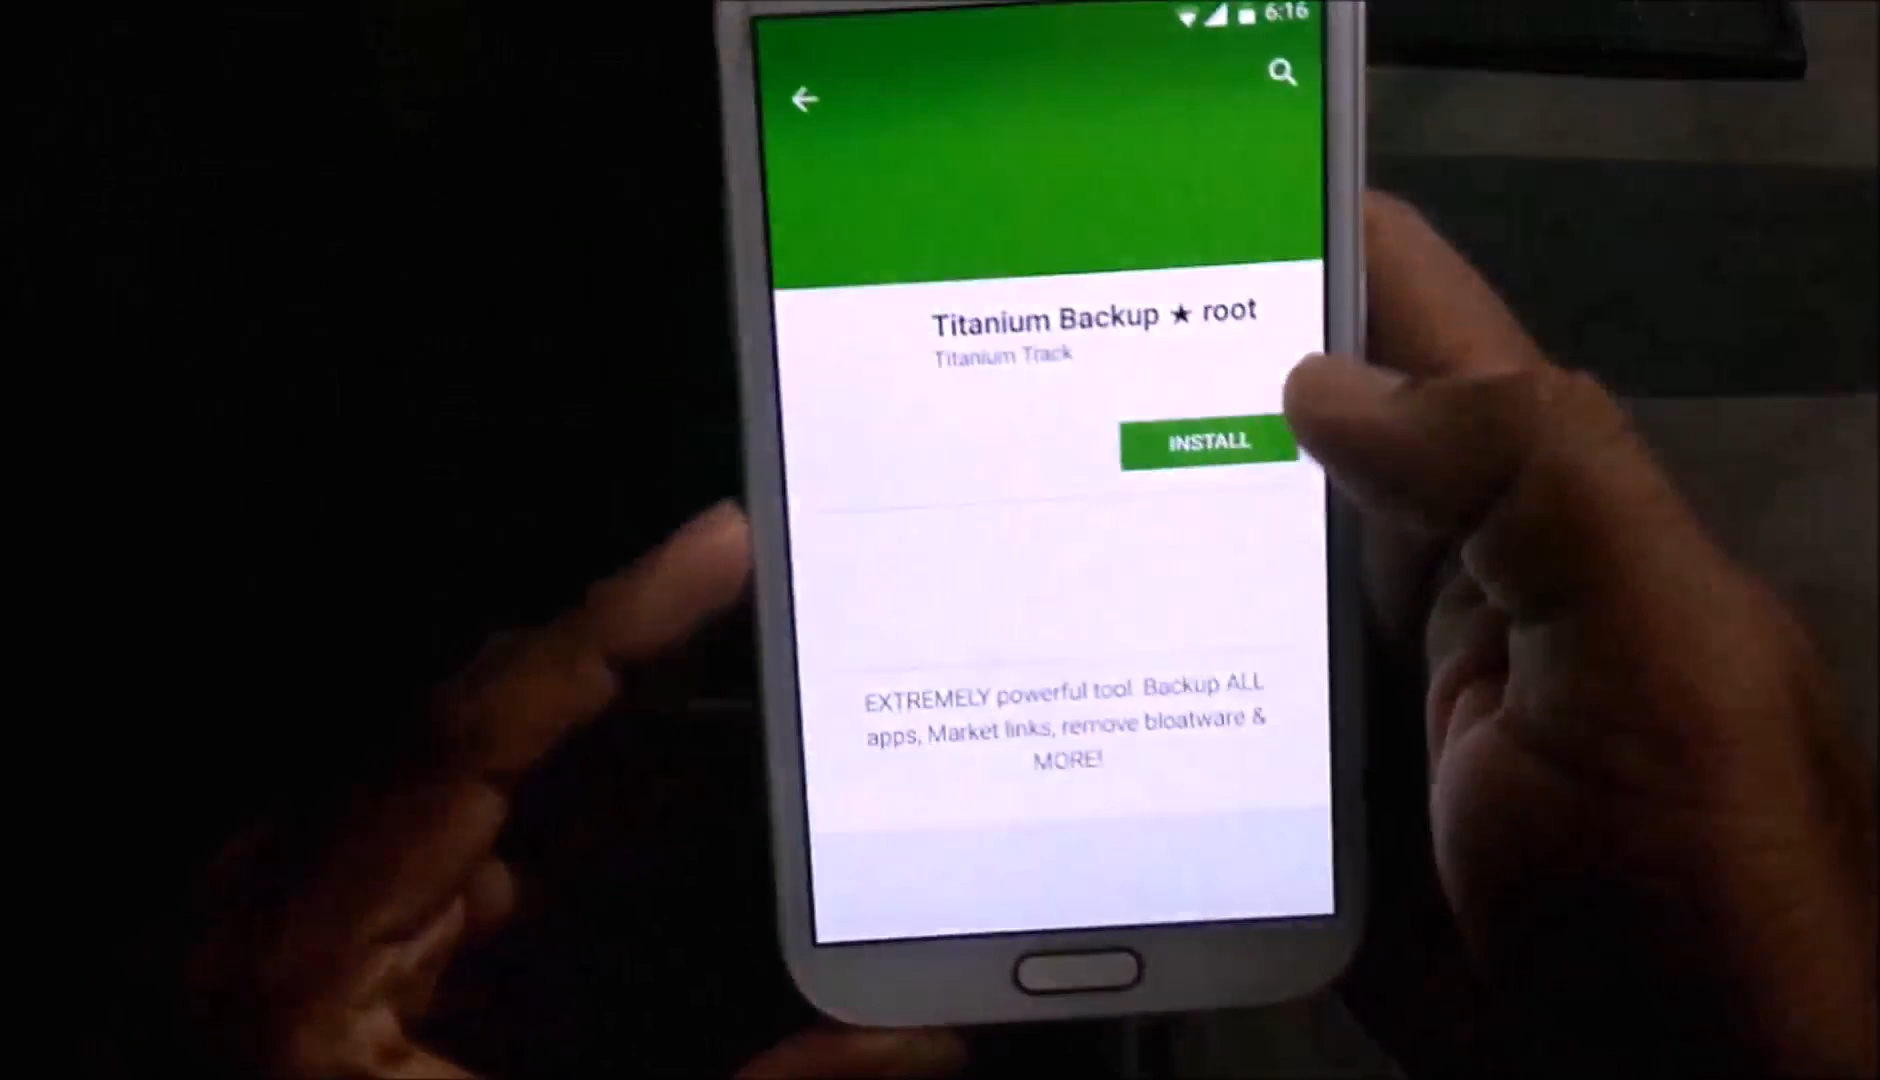 6:16
Titanium Backup ★ root
Titanium Track
INSTALL
EXTREMELY powerful tool. Backup ALL
apps, Market links, remove bloatware &
MORE!